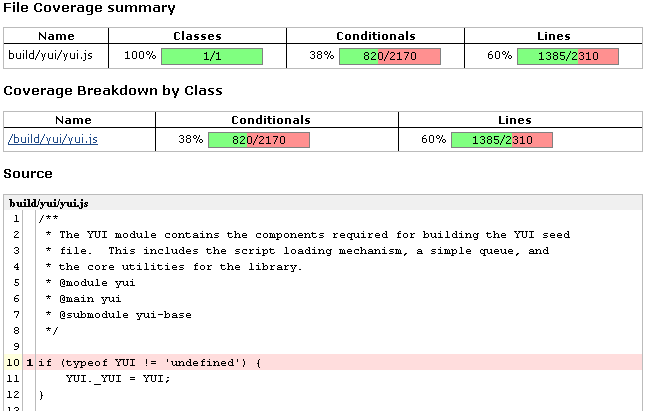 File Coverage summary
Name Classes Conditionals Lines
build/yui/yui.js 100% 1/1 38% 820/2170 60% 1385/2310
Coverage Breakdown by Class
Name Conditionals Lines
/build/yui/yui.js 38% 820/2170 60% 1385/2310
Source
build/yui/yui.js
1 /**
2 * The YUI module contains the components required for building the YUI seed
3 * file. This includes the script loading mechanism, a simple queue, and
4 * the core utilities for the library.
5 * @module yui
6 * @main yui
7 * @submodule yui-base
8 */
9
10 1 if (typeof YUI != 'undefined') {
11 YUI._YUI = YUI;
12 }